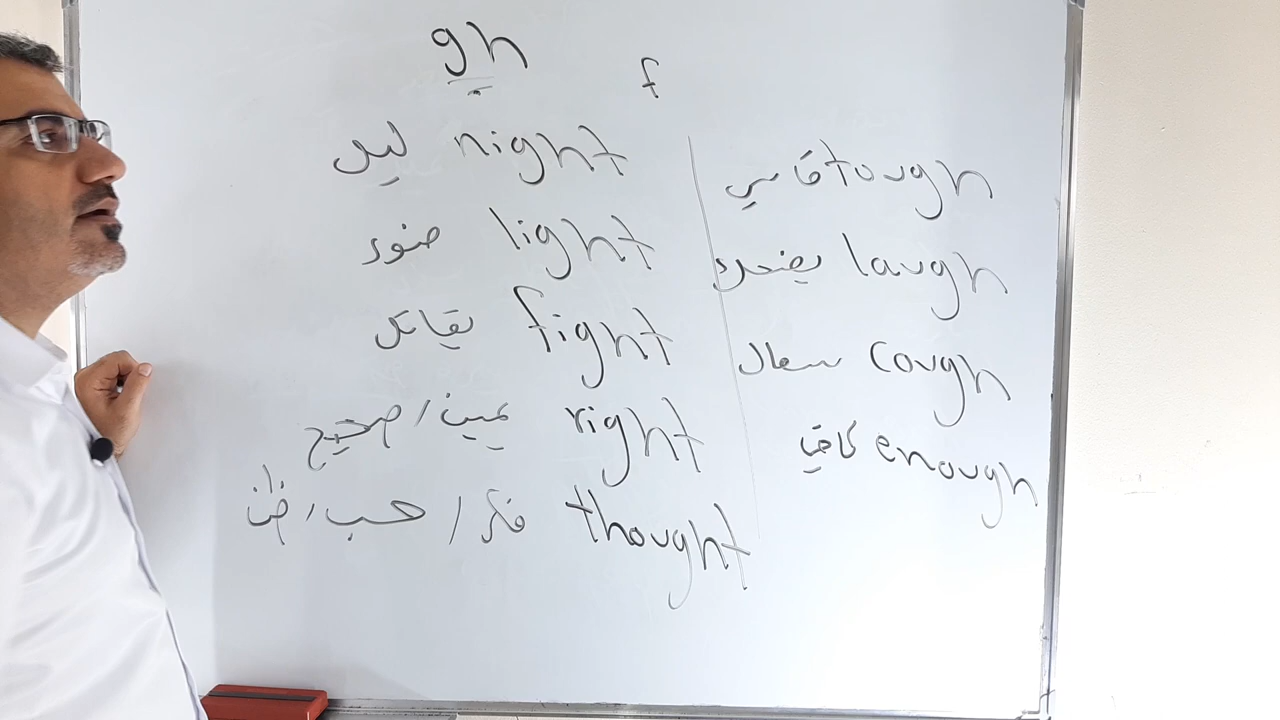 gh
f
night ليل
light ضوء
fight يقاتل
right يمين / صحيح
thought فكر / حسب / ظن
tough قاسي
laugh يضحك
cough سعال
enough كافي